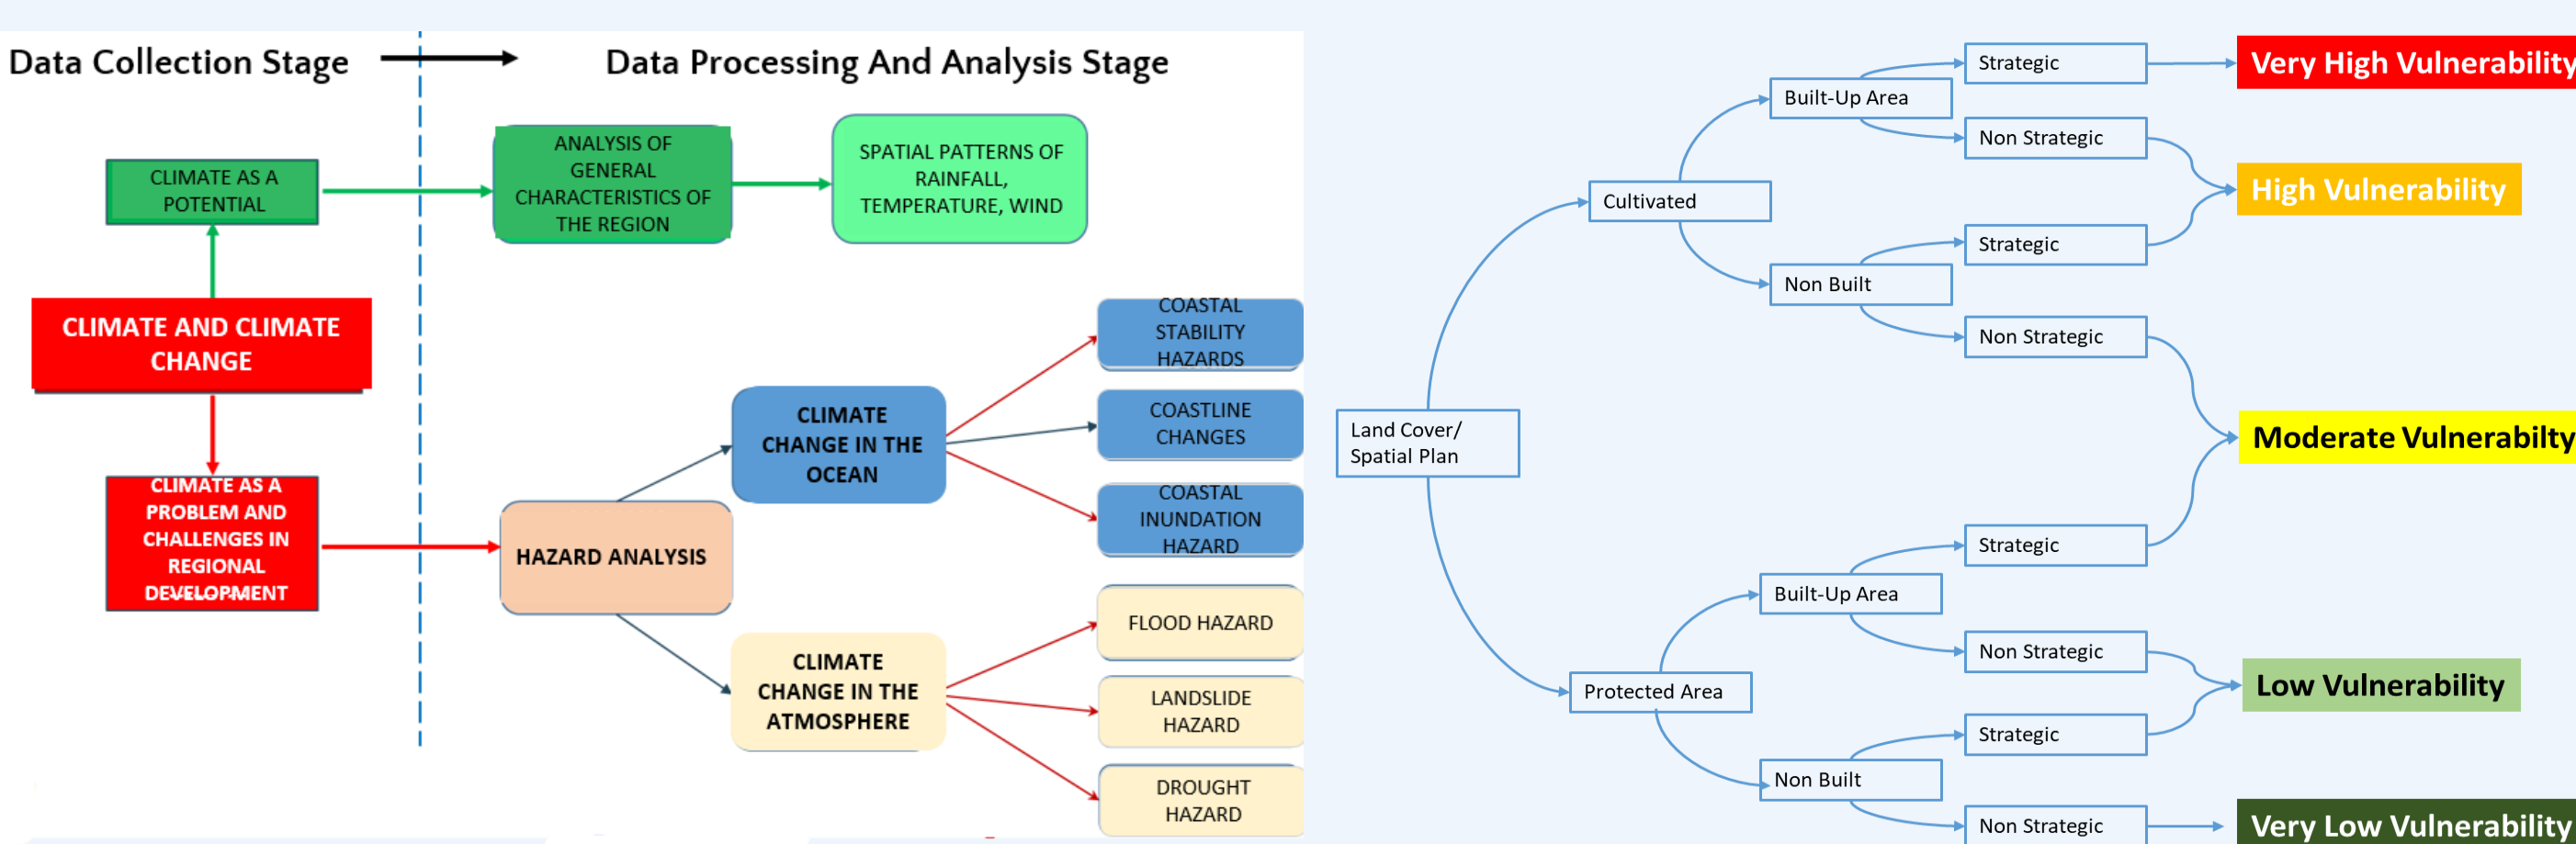 Data Collection Stage
Data Processing And Analysis Stage
CLIMATE AS A
POTENTIAL
ANALYSIS OF
GENERAL
CHARACTERISTICS OF
THE REGION
SPATIAL PATTERNS OF
RAINFALL,
TEMPERATURE, WIND
CLIMATE AND CLIMATE
CHANGE
CLIMATE AS A
PROBLEM AND
CHALLENGES IN
REGIONAL
DEVELOPMENT
HAZARD ANALYSIS
CLIMATE
CHANGE IN THE
OCEAN
COASTAL
STABILITY
HAZARDS
COASTLINE
CHANGES
COASTAL
INUNDATION
HAZARD
CLIMATE
CHANGE IN THE
ATMOSPHERE
FLOOD HAZARD
LANDSLIDE
HAZARD
DROUGHT
HAZARD
Land Cover/
Spatial Plan
Cultivated
Built-Up Area
Strategic
Very High Vulnerability
Non Strategic
High Vulnerability
Non Built
Strategic
Non Strategic
Moderate Vulnerabilty
Protected Area
Built-Up Area
Strategic
Non Strategic
Low Vulnerability
Non Built
Strategic
Non Strategic
Very Low Vulnerability